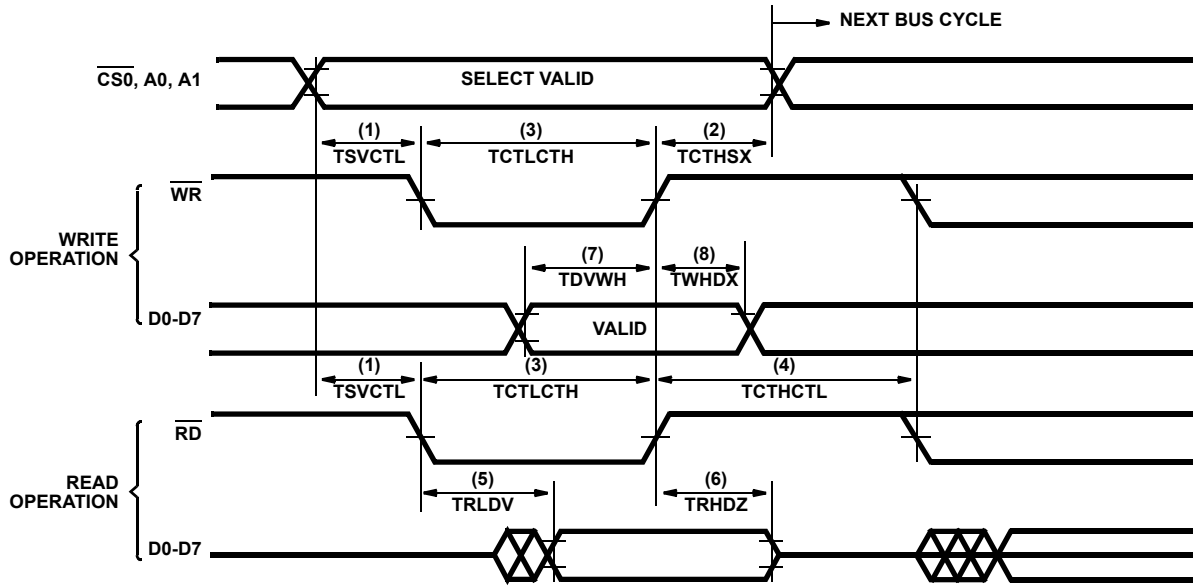 NEXT BUS CYCLE
CS0, A0, A1
SELECT VALID
(1) (3) (2)
TSVCTL TCTLCTH TCTHSX
WR
WRITE
OPERATION
(7) (8)
TDVWH TWHDX
D0-D7
VALID
(1) (3) (4)
TSVCTL TCTLCTH TCTHCTL
RD
READ
OPERATION
(5) (6)
TRLDV TRHDZ
D0-D7